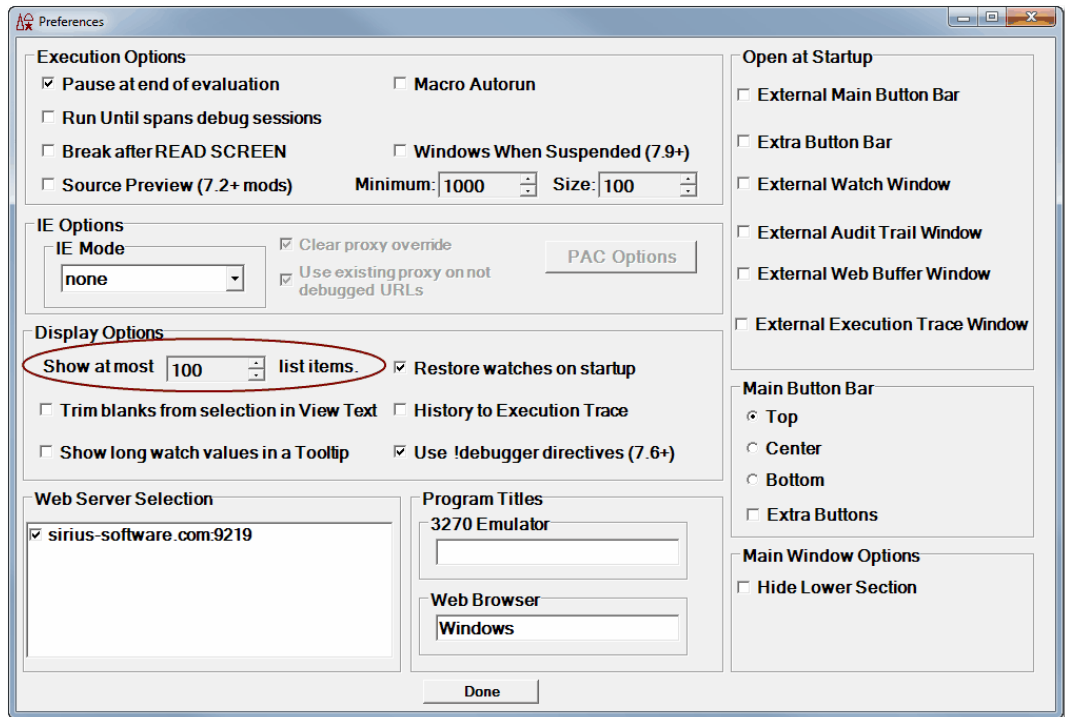 Preferences
Execution Options
Pause at end of evaluation
Macro Autorun
Run Until spans debug sessions
Break after READ SCREEN
Windows When Suspended (7.9+)
Source Preview (7.2+ mods)
Minimum: 1000 Size: 100
IE Options
IE Mode
none
Clear proxy override
Use existing proxy on not
debugged URLs
PAC Options
Display Options
Show at most 100 list items.
Restore watches on startup
Trim blanks from selection in View Text
History to Execution Trace
Show long watch values in a Tooltip
Use !debugger directives (7.6+)
Web Server Selection
sirius-software.com:9219
Program Titles
3270 Emulator
Web Browser
Windows
Open at Startup
External Main Button Bar
Extra Button Bar
External Watch Window
External Audit Trail Window
External Web Buffer Window
External Execution Trace Window
Main Button Bar
Top
Center
Bottom
Extra Buttons
Main Window Options
Hide Lower Section
Done